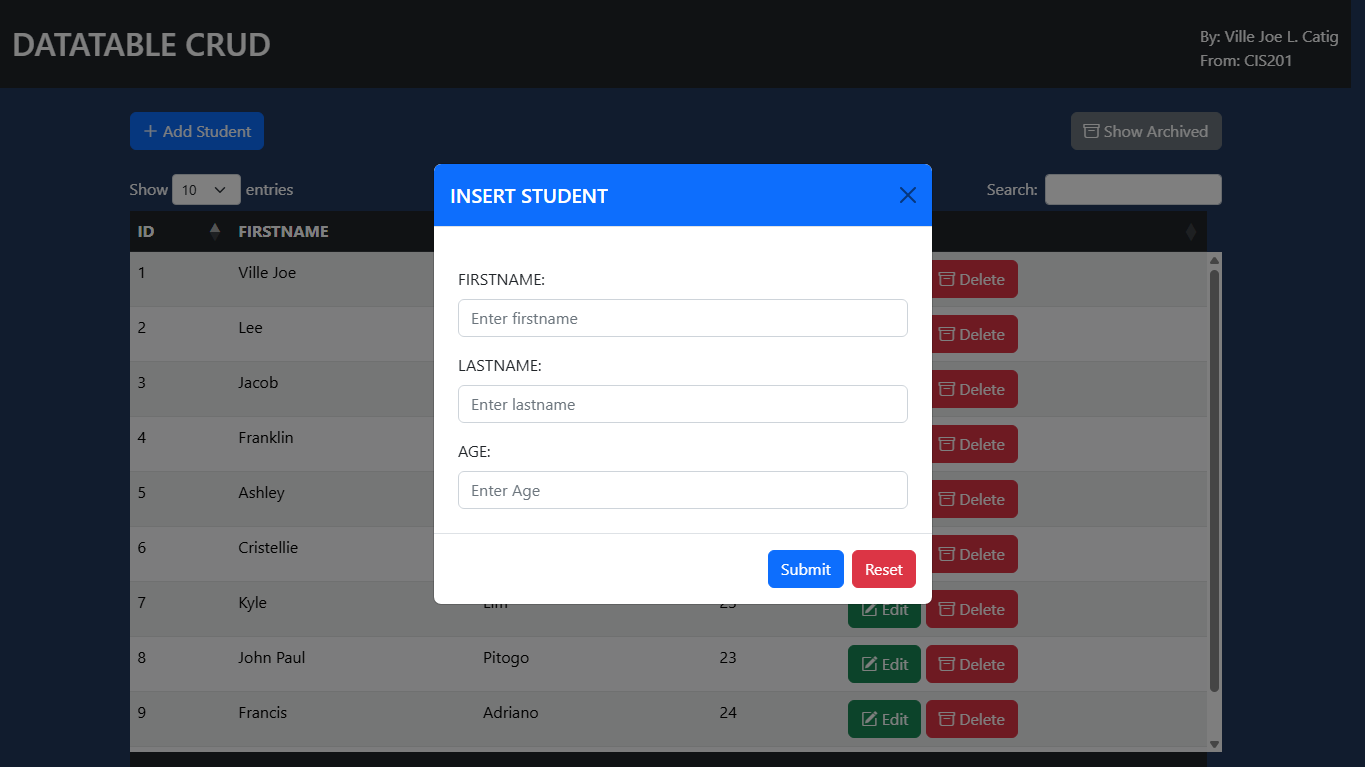 DATATABLE CRUD
By: Ville Joe L. Catig
From: CIS201
Add Student
Show Archived
Show 10 entries
Search:
INSERT STUDENT
ID FIRSTNAME
1 Ville Joe Delete
FIRSTNAME:
Enter firstname
2 Lee Delete
LASTNAME:
3 Jacob Delete
Enter lastname
4 Franklin Delete
AGE:
Enter Age
5 Ashley Delete
6 Cristellie Delete
Submit Reset
7 Kyle Edit Delete
8 John Paul Pitogo 23 Edit Delete
9 Francis Adriano 24 Edit Delete